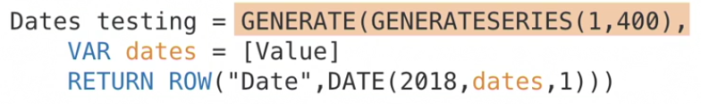 Dates testing = GENERATE(GENERATESERIES(1,400),
VAR dates = [Value]
RETURN ROW("Date",DATE(2018,dates,1)))